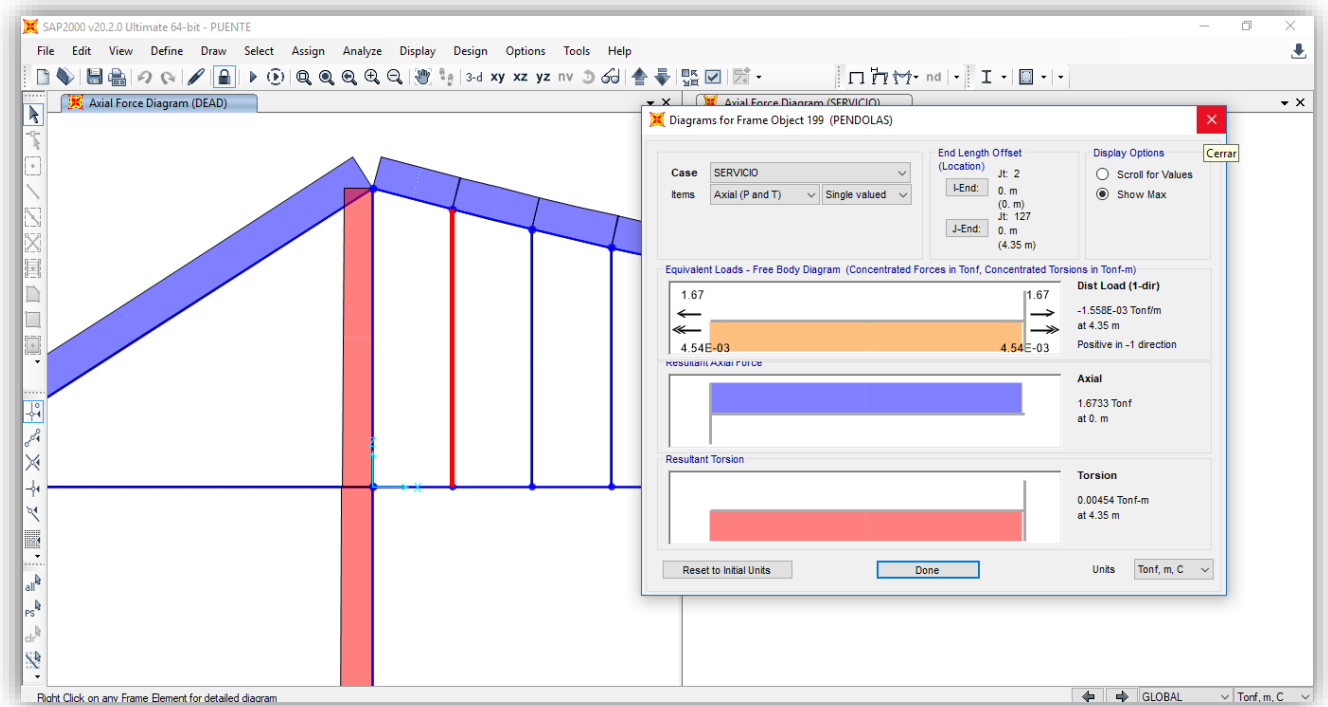 SAP2000 v20.2.0 Ultimate 64-bit - PUENTE
File Edit View Define Draw Select Assign Analyze Display Design Options Tools Help
3-d xy xz yz nv nd
Axial Force Diagram (DEAD)
Axial Force Diagram (SERVICIO)
all
PS
clr
Z
X
Diagrams for Frame Object 199 (PENDOLAS)
Cerrar
Case SERVICIO
Items Axial (P and T) Single valued
End Length Offset
(Location)
Jt: 2
I-End: 0. m
(0. m)
Jt: 127
J-End: 0. m
(4.35 m)
Display Options
Scroll for Values
Show Max
Equivalent Loads - Free Body Diagram (Concentrated Forces in Tonf, Concentrated Torsions in Tonf-m)
1.67 1.67
4.54E-03 4.54E-03
Dist Load (1-dir)
-1.558E-03 Tonf/m
at 4.35 m
Positive in -1 direction
Resultant Axial Force
Axial
1.6733 Tonf
at 0. m
Resultant Torsion
Torsion
0.00454 Tonf-m
at 4.35 m
Reset to Initial Units Done Units Tonf, m, C
Right Click on any Frame Element for detailed diagram GLOBAL Tonf, m, C